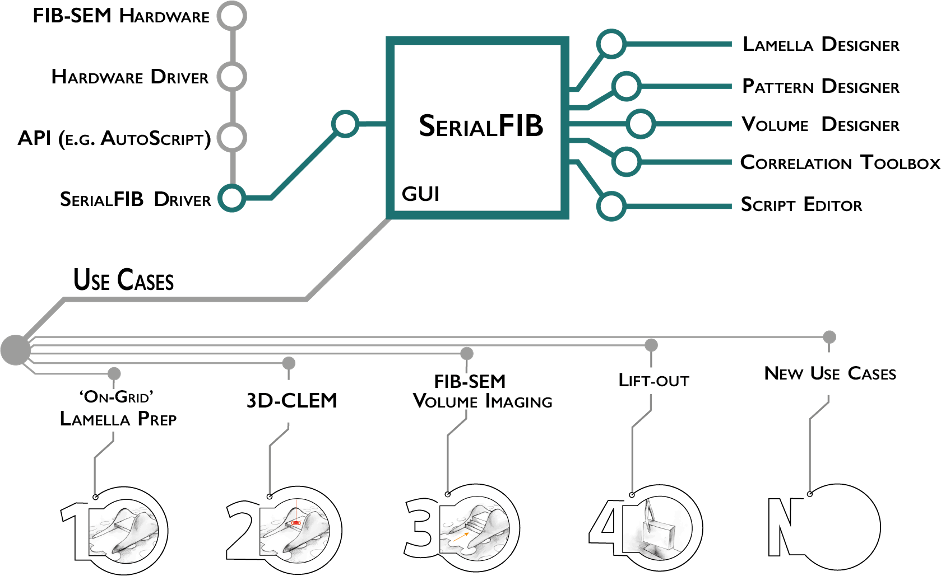 FIB-SEM Hardware
Hardware Driver
API (e.g. AutoScript)
SerialFIB Driver
SerialFIB
GUI
Lamella Designer
Pattern Designer
Volume Designer
Correlation Toolbox
Script Editor
Use Cases
‘On-Grid’
Lamella Prep
3D-CLEM
FIB-SEM
Volume Imaging
Lift-out
New Use Cases
1
2
3
4
N